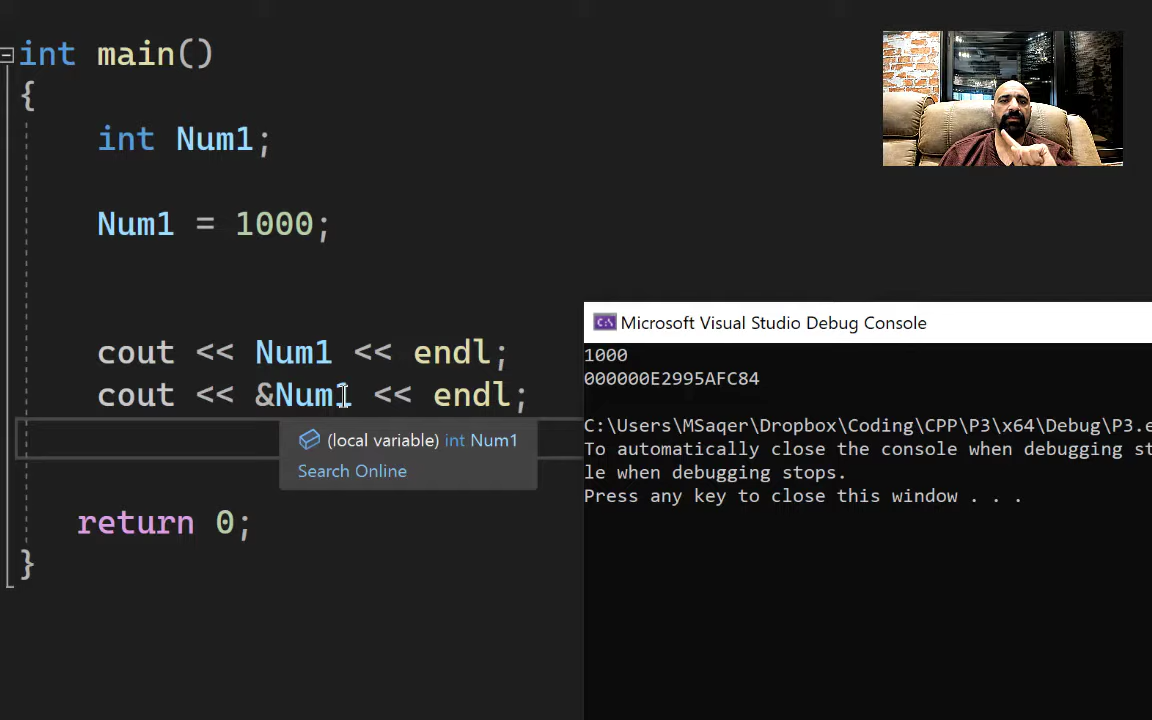 int main()
{
int Num1;
Num1 = 1000;
cout << Num1 << endl;
cout << &Num1 << endl;
(local variable) int Num1
Search Online
return 0;
}
C:\ Microsoft Visual Studio Debug Console
1000
000000E2995AFC84
C:\Users\MSaqer\Dropbox\Coding\CPP\P3\x64\Debug\P3.e
To automatically close the console when debugging st
le when debugging stops.
Press any key to close this window . . .